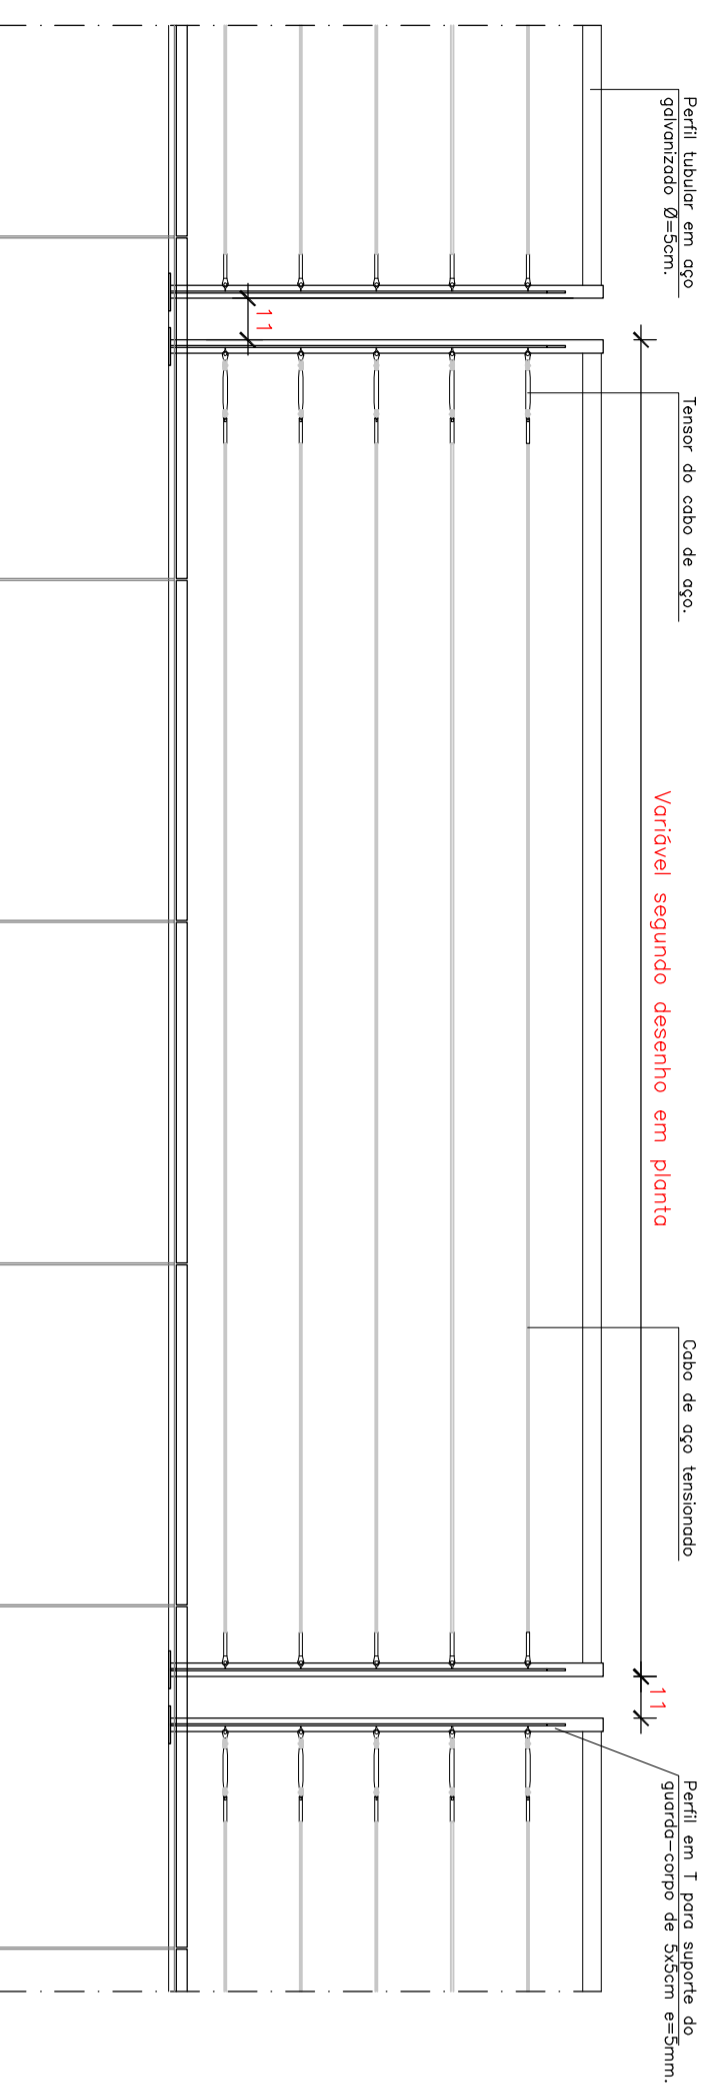 Perfil tubular em aço
galvanizado Ø=5cm.
11
Tensor do cabo de aço.
Variável segundo desenho em planta
Cabo de aço tensionado
11
Perfil em T para suporte do
guarda-corpo de 5x5cm e=5mm.